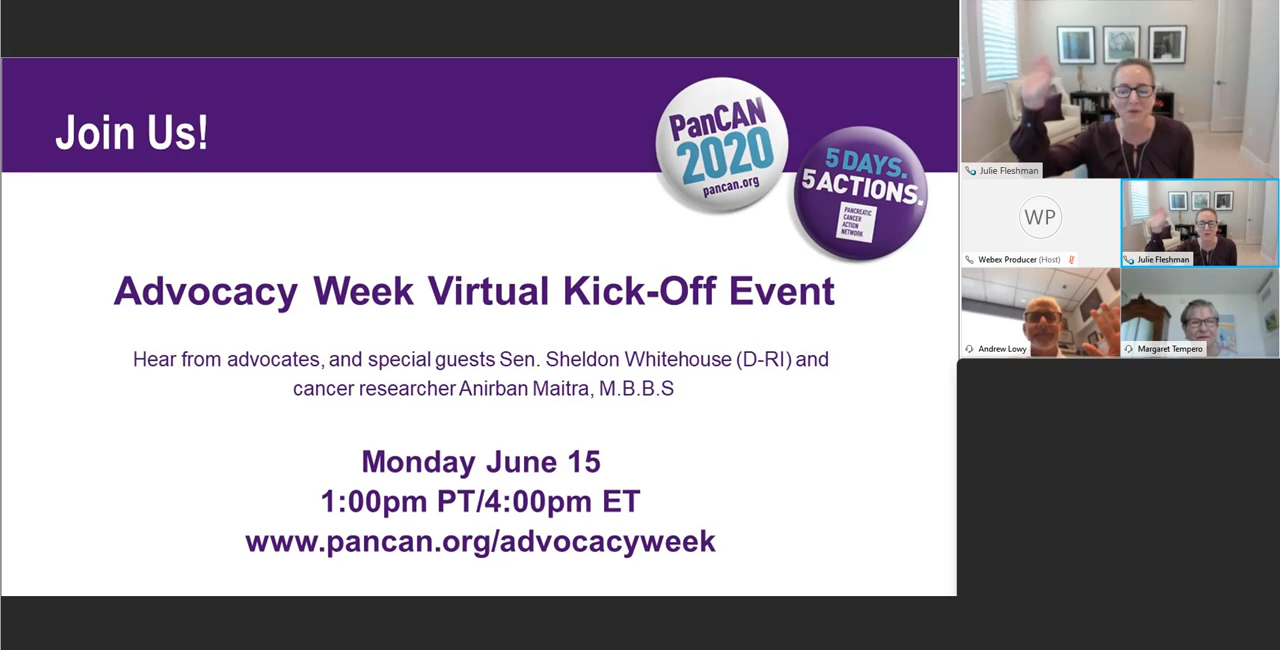 Join Us!
PanCAN
2020
pancan.org
5 DAYS.
5 ACTIONS.
PANCREATIC
CANCER
ACTION
NETWORK
Advocacy Week Virtual Kick-Off Event
Hear from advocates, and special guests Sen. Sheldon Whitehouse (D-RI) and
cancer researcher Anirban Maitra, M.B.B.S
Monday June 15
1:00pm PT/4:00pm ET
www.pancan.org/advocacyweek
Julie Fleshman
WP
Webex Producer (Host)
Julie Fleshman
Andrew Lowy
Margaret Tempero